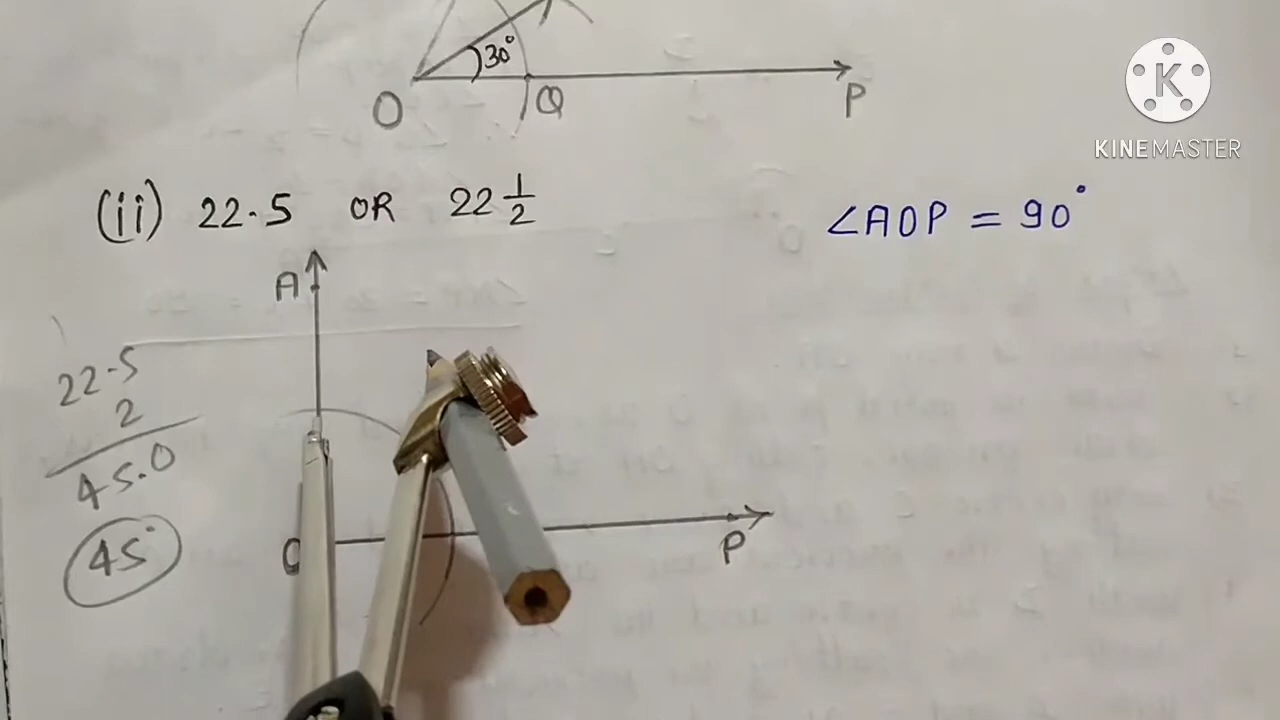 30°
O Q P
K
KINEMASTER
(ii) 22.5 OR 22 1/2
∠AOP = 90°
A
22.5
2
45.0
45°
P